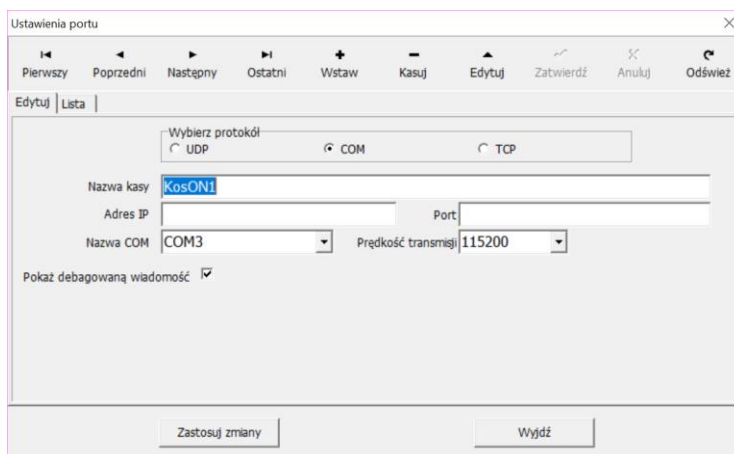 Ustawienia portu
Pierwszy Poprzedni Następny Ostatni Wstaw Kasuj Edytuj Zatwierdź Anuluj Odśwież
Edytuj Lista
Wybierz protokół
UDP COM TCP
Nazwa kasy KosON1
Adres IP Port
Nazwa COM COM3 Prędkość transmisji 115200
Pokaż debagowaną wiadomość
Zastosuj zmiany Wyjdź